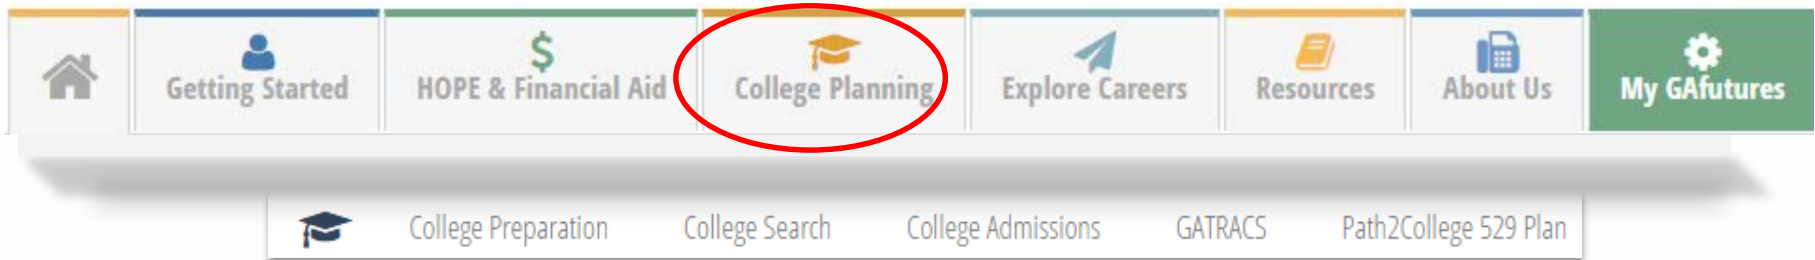 Getting Started HOPE & Financial Aid College Planning Explore Careers Resources About Us My GAfutures
College Preparation College Search College Admissions GATRACS Path2College 529 Plan